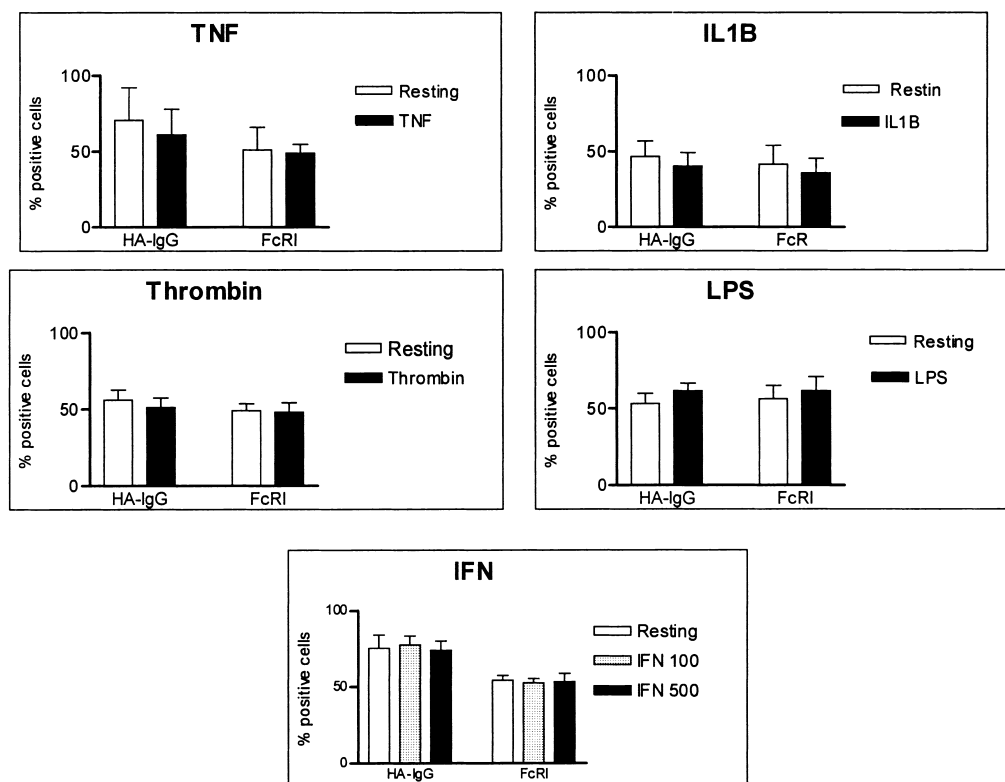 TNF
% positive cells
100
50
0
HA-IgG
FcRI
Resting
TNF
IL1B
% positive cells
100
50
0
HA-IgG
FcR
Restin
IL1B
Thrombin
% positive cells
100
50
0
HA-IgG
FcRI
Resting
Thrombin
LPS
% positive cells
100
50
0
HA-IgG
FcRI
Resting
LPS
IFN
% positive cells
100
50
0
HA-IgG
FcRI
Resting
IFN 100
IFN 500